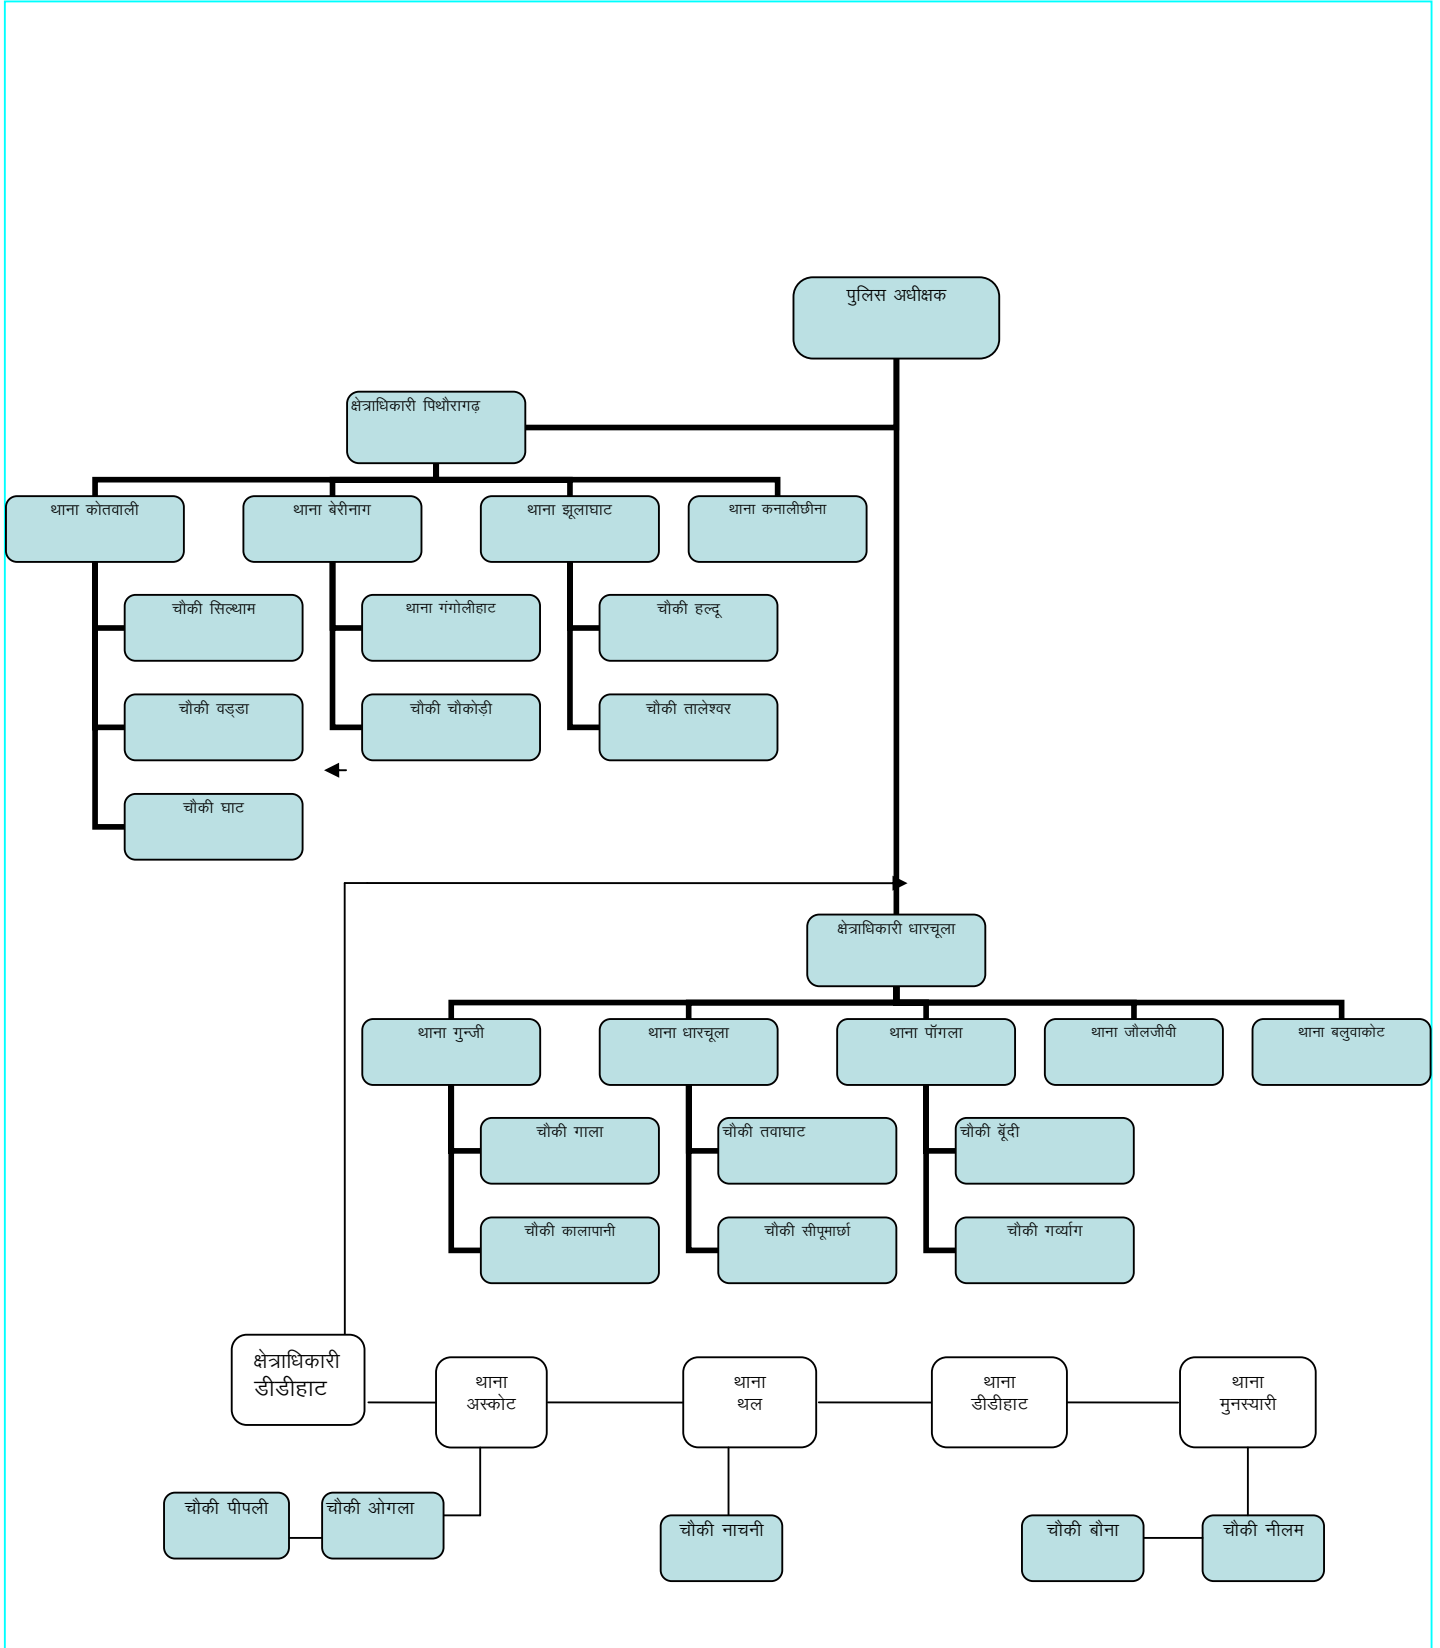 पुलिस अधीक्षक
क्षेत्राधिकारी पिथौरागढ़
थाना कोतवाली
थाना बेरीनाग
थाना झूलाघाट
थाना कनालीछीना
चौकी सिल्थाम
थाना गंगोलीहाट
चौकी हल्दू
चौकी वड्डा
चौकी चौकोड़ी
चौकी तालेश्वर
चौकी घाट
क्षेत्राधिकारी धारचूला
थाना गुन्जी
थाना धारचूला
थाना पॉगला
थाना जौलजीवी
थाना बलुवाकोट
चौकी गाला
चौकी तवाघाट
चौकी बूॅदी
चौकी कालापानी
चौकी सीपूमार्छा
चौकी गर्व्याग
क्षेत्राधिकारी
डीडीहाट
थाना
अस्कोट
थाना
थल
थाना
डीडीहाट
थाना
मुनस्यारी
चौकी पीपली
चौकी ओगला
चौकी नाचनी
चौकी बौना
चौकी नीलम